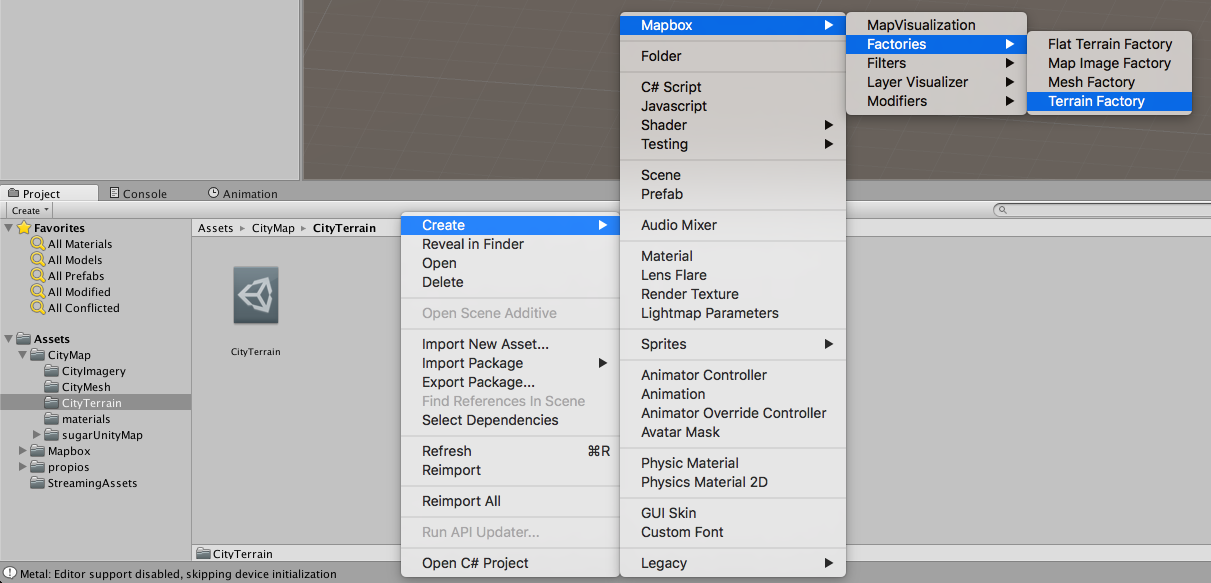 Project
Console
Animation
Create
Favorites
All Materials
All Models
All Prefabs
All Modified
All Conflicted
Assets
CityMap
CityImagery
CityMesh
CityTerrain
materials
sugarUnityMap
Mapbox
propios
StreamingAssets
Assets ▸ CityMap ▸ CityTerrain
CityTerrain
CityTerrain
Metal: Editor support disabled, skipping device initialization
Create
Reveal in Finder
Open
Delete
Open Scene Additive
Import New Asset...
Import Package
Export Package...
Find References In Scene
Select Dependencies
Refresh ⌘R
Reimport
Reimport All
Run API Updater...
Open C# Project
Mapbox
Folder
C# Script
Javascript
Shader
Testing
Scene
Prefab
Audio Mixer
Material
Lens Flare
Render Texture
Lightmap Parameters
Sprites
Animator Controller
Animation
Animator Override Controller
Avatar Mask
Physic Material
Physics Material 2D
GUI Skin
Custom Font
Legacy
MapVisualization
Factories
Filters
Layer Visualizer
Modifiers
Flat Terrain Factory
Map Image Factory
Mesh Factory
Terrain Factory